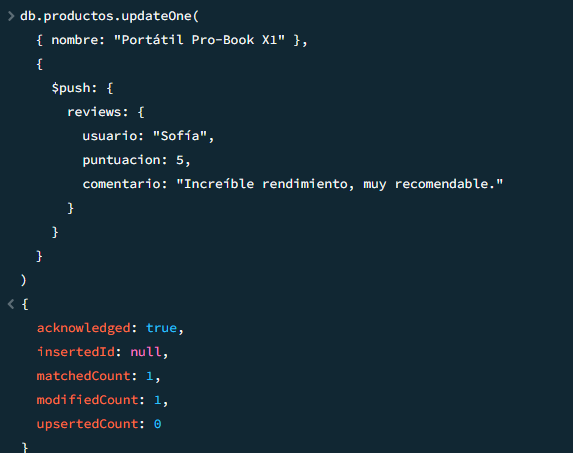 > db.productos.updateOne(
{ nombre: "Portátil Pro-Book X1" },
{
$push: {
reviews: {
usuario: "Sofía",
puntuacion: 5,
comentario: "Increíble rendimiento, muy recomendable."
}
}
}
)
< {
acknowledged: true,
insertedId: null,
matchedCount: 1,
modifiedCount: 1,
upsertedCount: 0
}